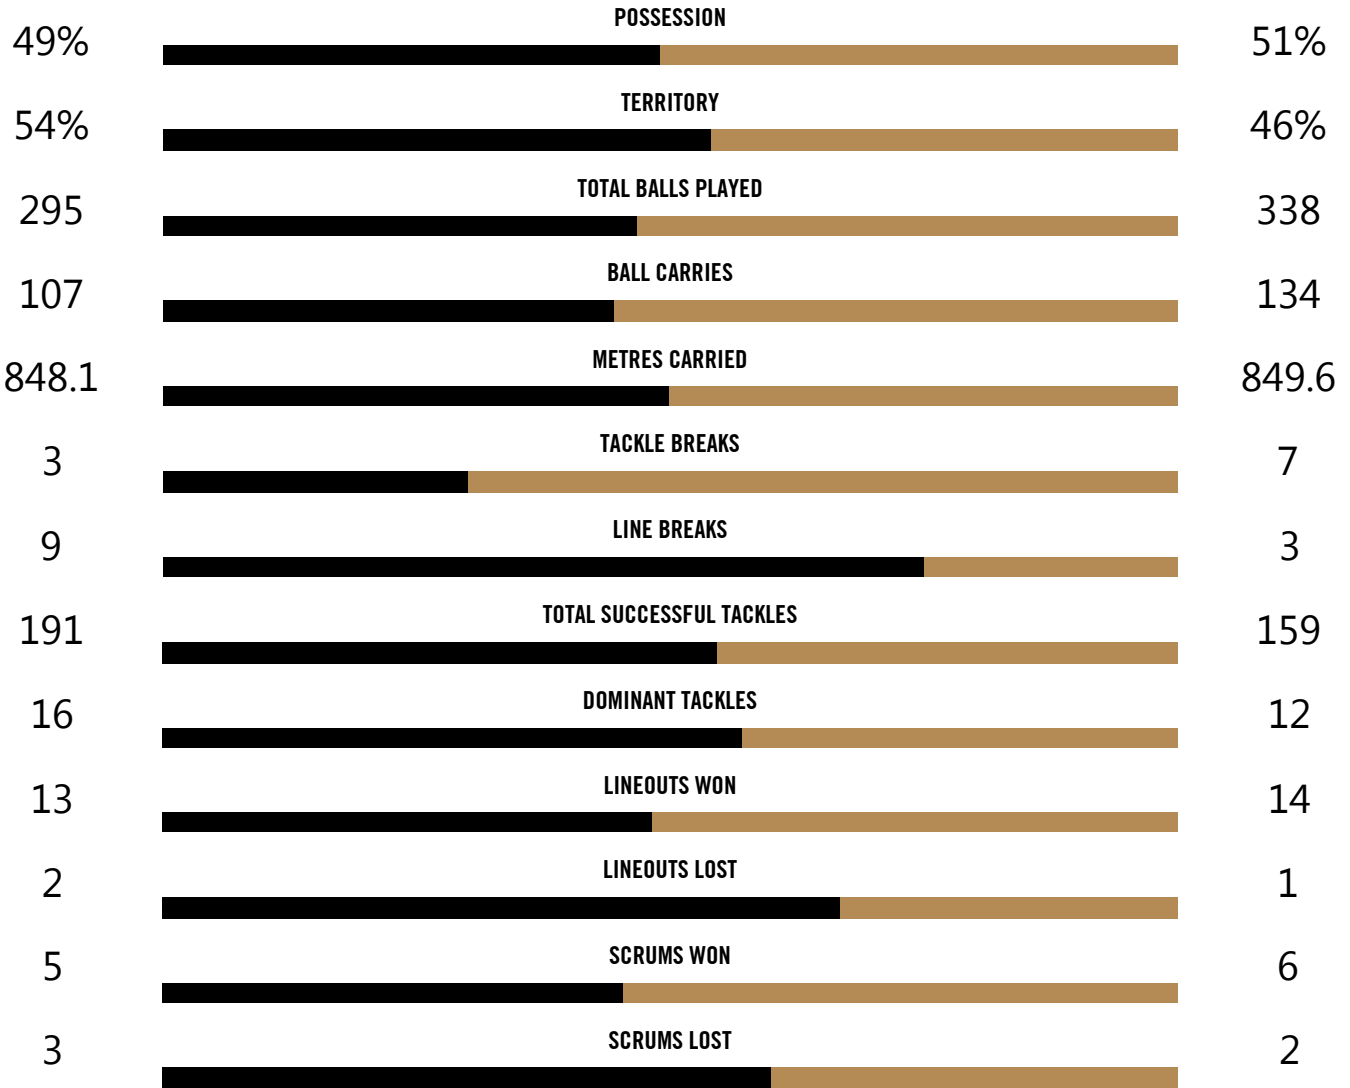 POSSESSION
49% 51%
TERRITORY
54% 46%
TOTAL BALLS PLAYED
295 338
BALL CARRIES
107 134
METRES CARRIED
848.1 849.6
TACKLE BREAKS
3 7
LINE BREAKS
9 3
TOTAL SUCCESSFUL TACKLES
191 159
DOMINANT TACKLES
16 12
LINEOUTS WON
13 14
LINEOUTS LOST
2 1
SCRUMS WON
5 6
SCRUMS LOST
3 2